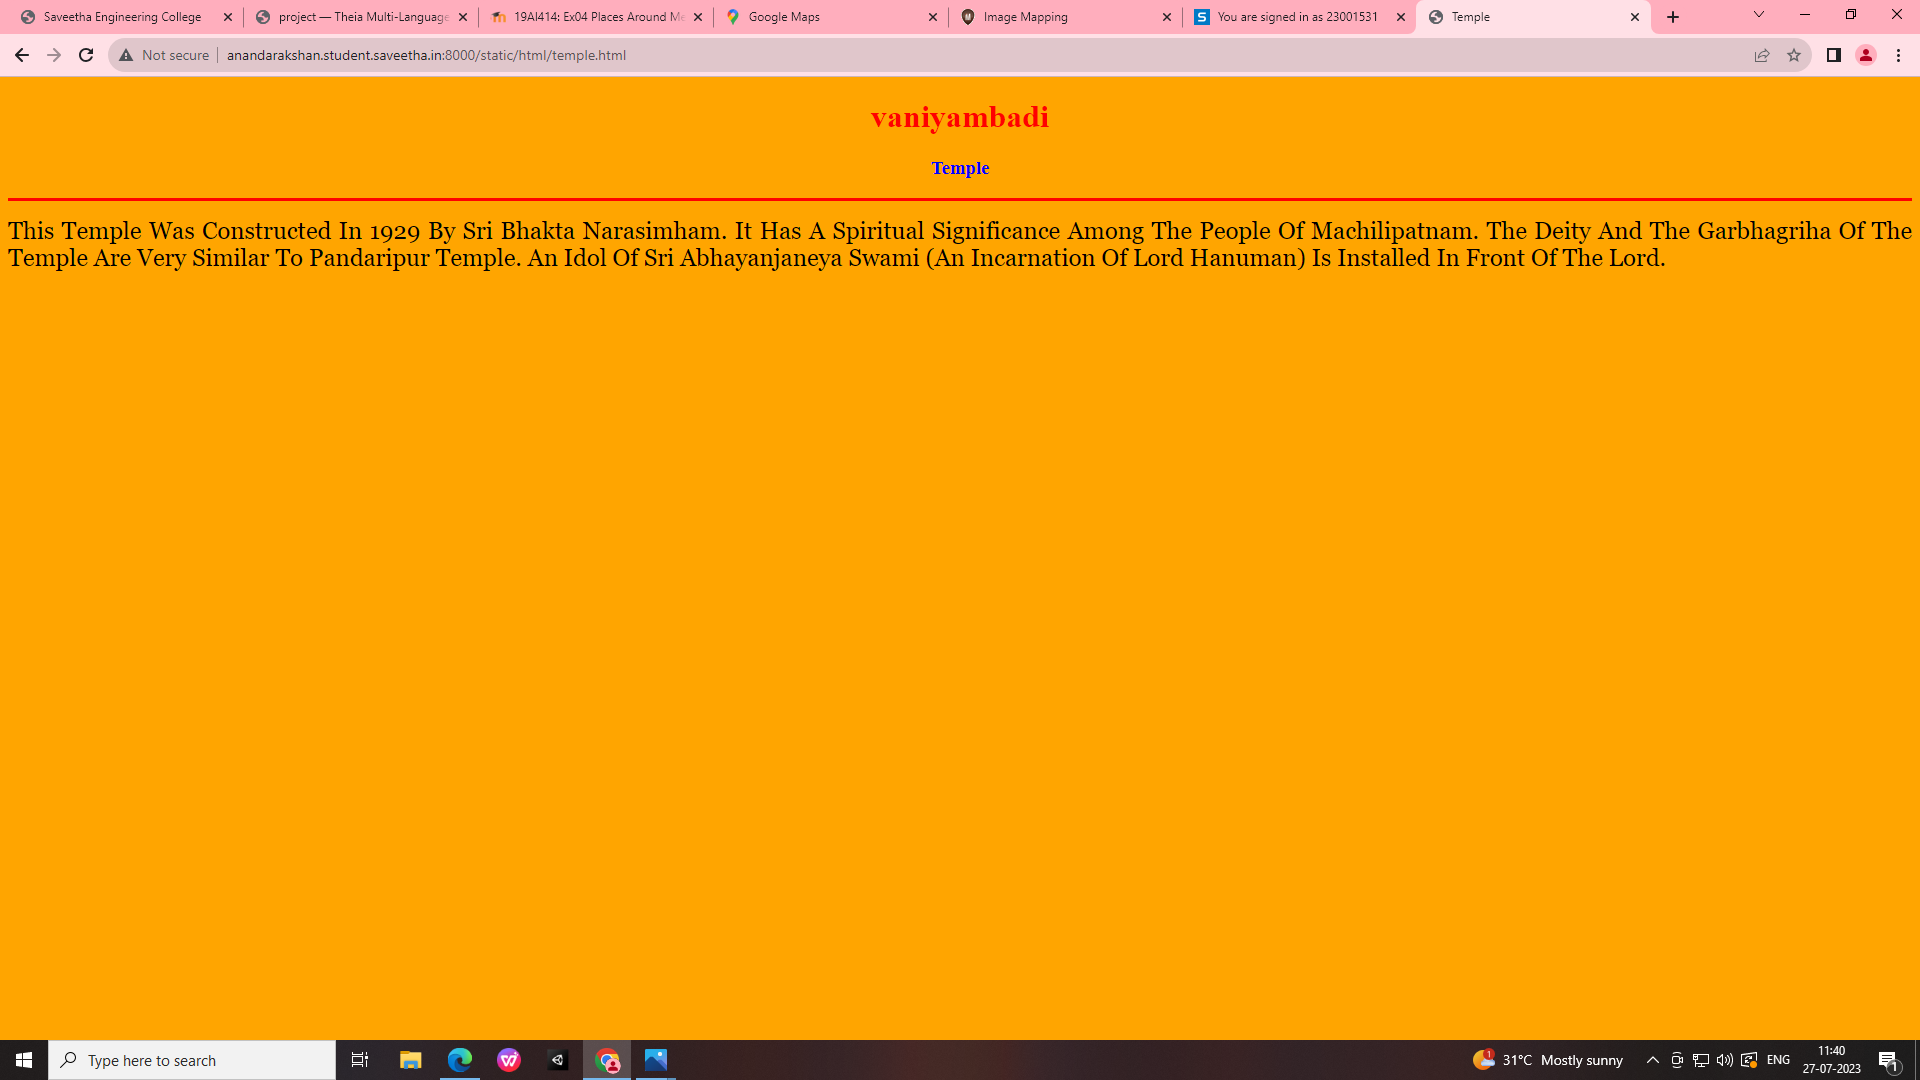 Saveetha Engineering College
project — Theia Multi-Language
19AI414: Ex04 Places Around Me
Google Maps
Image Mapping
You are signed in as 23001531
Temple
Not secure
anandarakshan.student.saveetha.in:8000/static/html/temple.html
vaniyambadi
Temple
This Temple Was Constructed In 1929 By Sri Bhakta Narasimham. It Has A Spiritual Significance Among The People Of Machilipatnam. The Deity And The Garbhagriha Of The
Temple Are Very Similar To Pandaripur Temple. An Idol Of Sri Abhayanjaneya Swami (An Incarnation Of Lord Hanuman) Is Installed In Front Of The Lord.
Type here to search
1
31°C Mostly sunny
ENG
11:40
27-07-2023
1